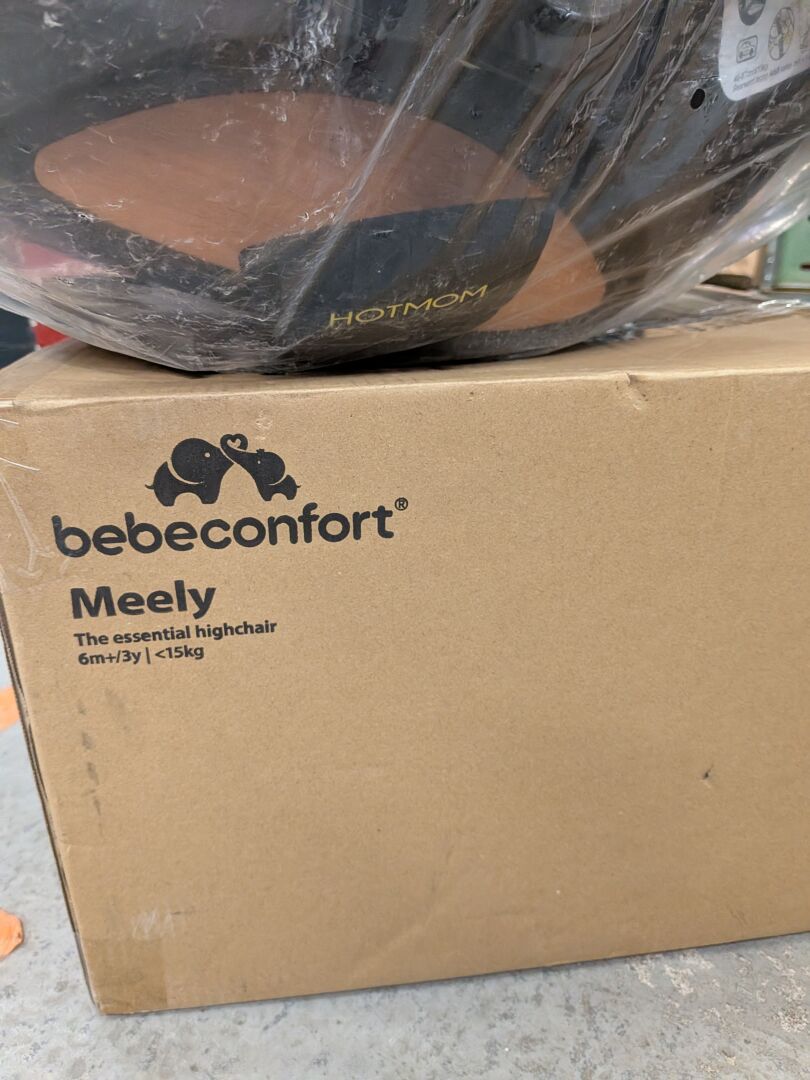 HOTMOM
bebeconfort®
Meely
The essential highchair
6m+/3y | <15kg